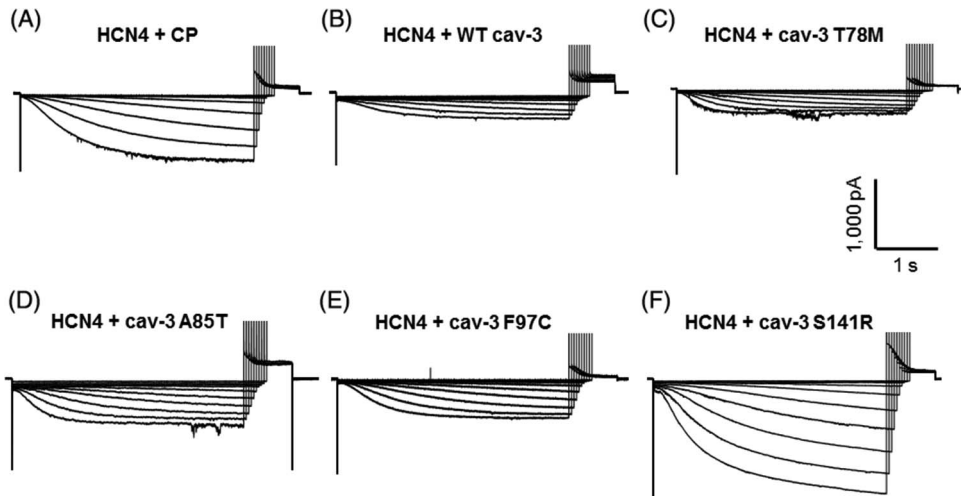 (A)
HCN4 + CP
(B)
HCN4 + WT cav-3
(C)
HCN4 + cav-3 T78M
1,000 pA
1 s
(D)
HCN4 + cav-3 A85T
(E)
HCN4 + cav-3 F97C
(F)
HCN4 + cav-3 S141R